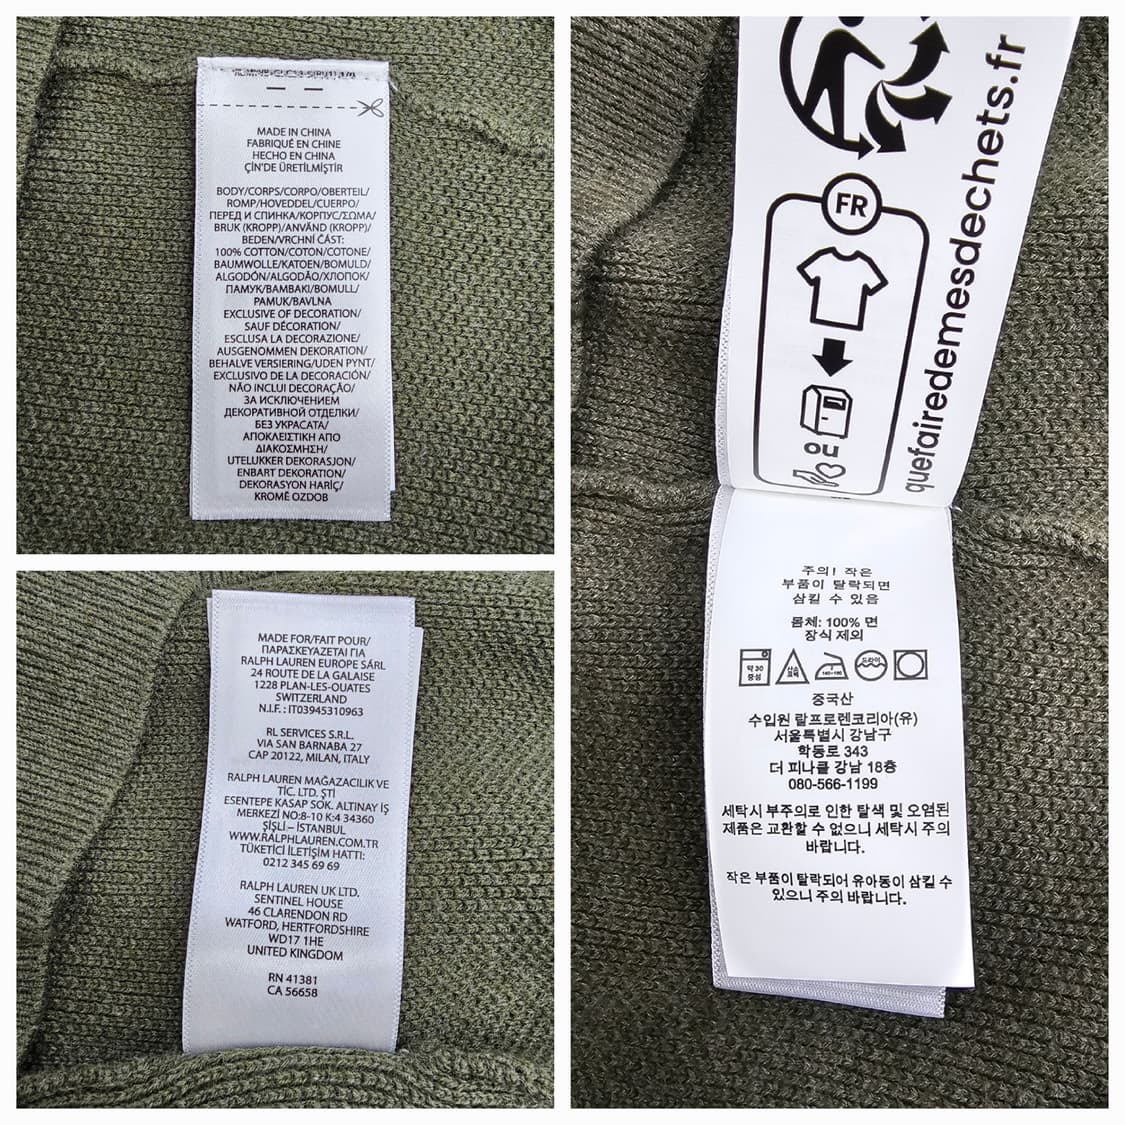 MADE IN CHINA
FABRIQUÉ EN CHINE
HECHO EN CHINA
ÇİN'DE ÜRETİLMİŞTİR
BODY/CORPS/CORPO/OBERTEIL/
ROMP/HOVEDDEL/CUERPO/
ПЕРЕД И СПИНКА/КОРПУС/ΣΩΜΑ/
BRUK (KROPP)/ANVÄND (KROPP)/
BEDEN/VRCHNÍ ČÁST:
100% COTTON/COTON/COTONE/
BAUMWOLLE/KATOEN/BOMULD/
ALGODÓN/ALGODÃO/ХЛОПОК/
ПАМУК/ΒΑΜΒΑΚΙ/BOMULL/
PAMUK/BAVLNA
EXCLUSIVE OF DECORATION/
SAUF DÉCORATION/
ESCLUSA LA DECORAZIONE/
AUSGENOMMEN DEKORATION/
BEHALVE VERSIERING/UDEN PYNT/
EXCLUSIVO DE LA DECORACIÓN/
NÃO INCLUI DECORAÇÃO/
ЗА ИСКЛЮЧЕНИЕМ
ДЕКОРАТИВНОЙ ОТДЕЛКИ/
БЕЗ УКРАСАТА/
ΑΠΟΚΛΕΙΣΤΙΚΗ ΑΠΟ
ΔΙΑΚΟΣΜΗΣΗ/
UTELUKKER DEKORASJON/
ENBART DEKORATION/
DEKORASYON HARİÇ/
KROMĚ OZDOB
MADE FOR/FAIT POUR/
ΠΑΡΑΣΚΕΥΑΖΕΤΑΙ ΓΙΑ
RALPH LAUREN EUROPE SÁRL
24 ROUTE DE LA GALAISE
1228 PLAN-LES-OUATES
SWITZERLAND
N.I.F. : IT03945310963
RL SERVICES S.R.L.
VIA SAN BARNABA 27
CAP 20122, MILAN, ITALY
RALPH LAUREN MAĞAZACILIK VE
TİC. LTD. ŞTİ
ESENTEPE KASAP SOK. ALTINAY İŞ
MERKEZİ NO:8-10 K:4 34360
ŞİŞLİ – İSTANBUL
WWW.RALPHLAUREN.COM.TR
TÜKETİCİ İLETİŞİM HATTI:
0212 345 69 69
RALPH LAUREN UK LTD.
SENTINEL HOUSE
46 CLARENDON RD
WATFORD, HERTFORDSHIRE
WD17 1HE
UNITED KINGDOM
RN 41381
CA 56658
FR
quefairedemesdechets.fr
주의! 작은
부품이 탈락되면
삼킬 수 있음
몸체: 100% 면
장식 제외
약 30
중성
산소
표백
140~160
드라이
중국산
수입원 랄프로렌코리아(유)
서울특별시 강남구
학동로 343
더 피나클 강남 18층
080-566-1199
세탁시 부주의로 인한 탈색 및 오염된
제품은 교환할 수 없으니 세탁시 주의
바랍니다.
작은 부품이 탈락되어 유아동이 삼킬 수
있으니 주의 바랍니다.